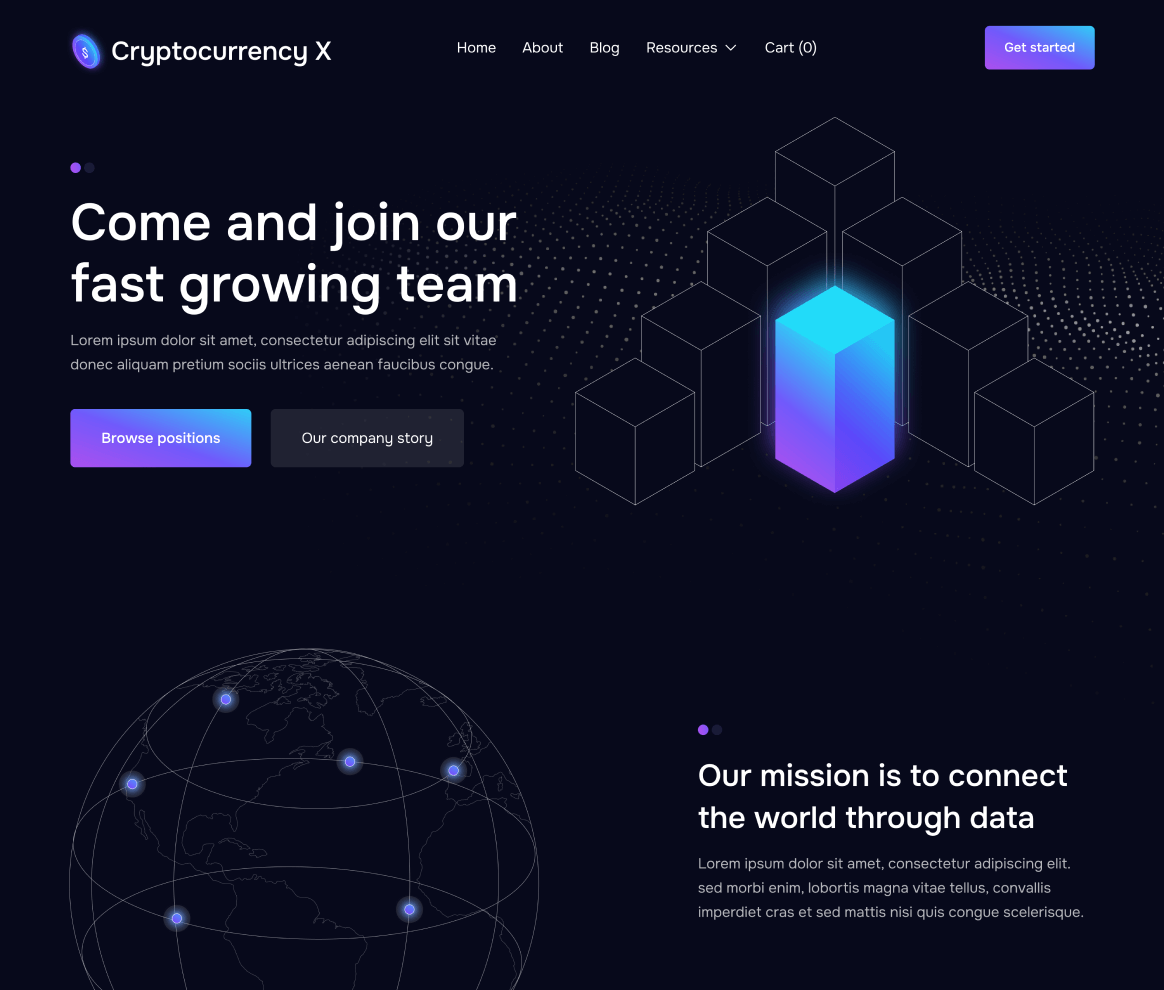 Cryptocurrency X
Home About Blog Resources Cart (0)
Get started
Come and join our
fast growing team
Lorem ipsum dolor sit amet, consectetur adipiscing elit sit vitae
donec aliquam pretium sociis ultrices aenean faucibus congue.
Browse positions
Our company story
Our mission is to connect
the world through data
Lorem ipsum dolor sit amet, consectetur adipiscing elit.
sed morbi enim, lobortis magna vitae tellus, convallis
imperdiet cras et sed mattis nisi quis congue scelerisque.